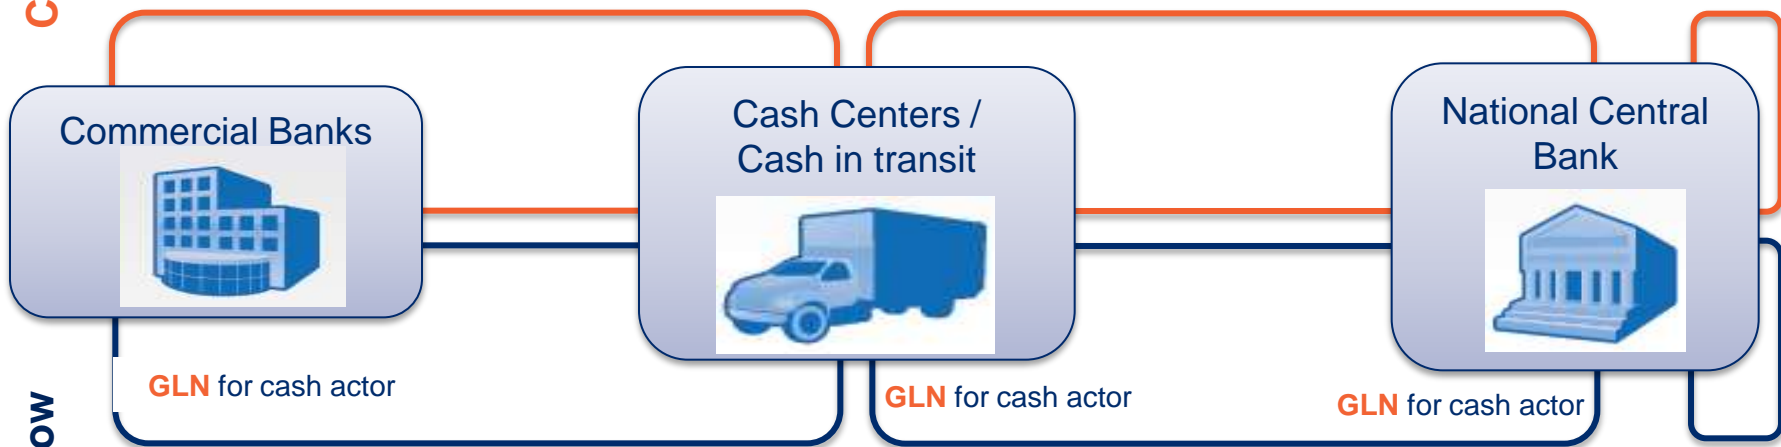 C
Commercial Banks
Cash Centers /
Cash in transit
National Central
Bank
GLN for cash actor
GLN for cash actor
GLN for cash actor
ow